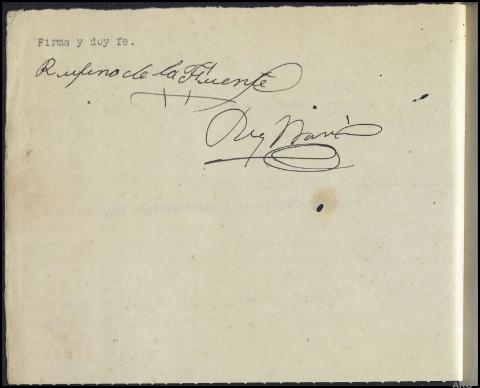 Firma y doy fe.
Rufino de la Fuente